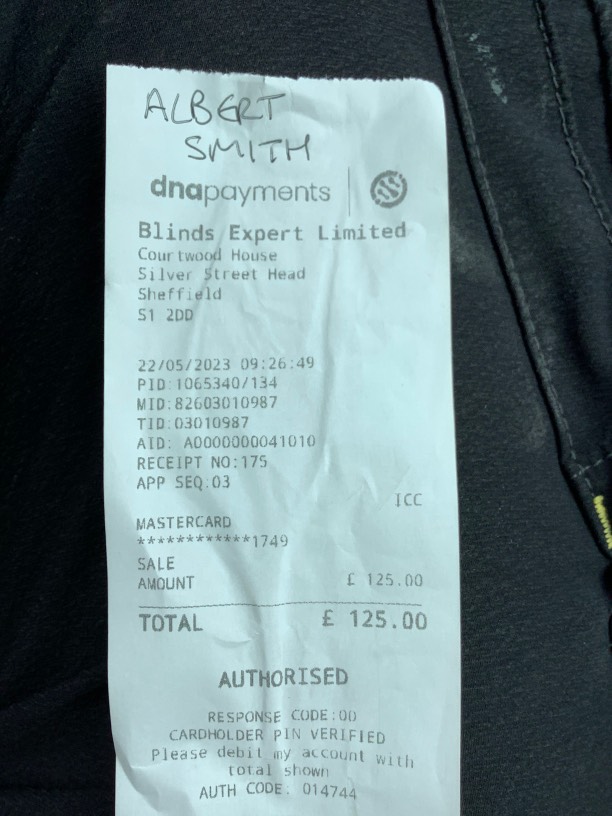 ALBERT
SMITH
dnapayments
Blinds Expert Limited
Courtwood House
Silver Street Head
Sheffield
S1 2DD
22/05/2023 09:26:49
PID:1065340/134
MID:82603010987
TID:03010987
AID: A0000000041010
RECEIPT NO:175
APP SEQ:03
ICC
MASTERCARD
************1749
SALE
AMOUNT £ 125.00
TOTAL £ 125.00
AUTHORISED
RESPONSE CODE:00
CARDHOLDER PIN VERIFIED
Please debit my account with
total shown
AUTH CODE: 014744